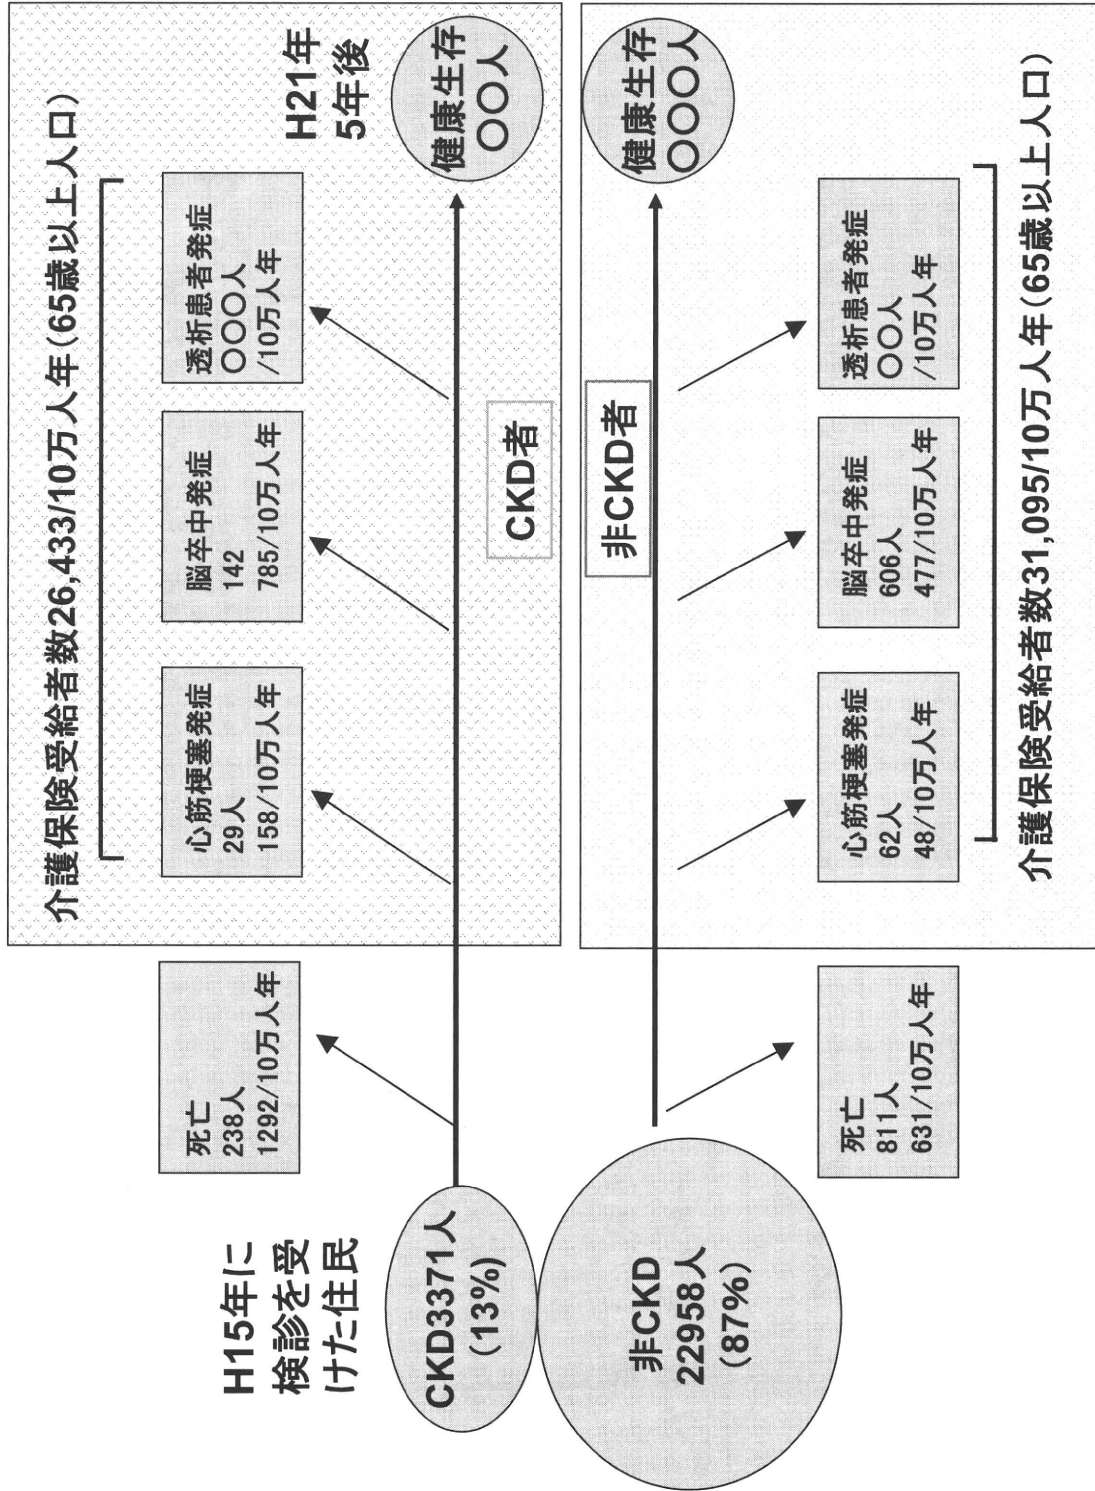 H15年に
検診を受
けた住民
CKD3371人
(13%)
非CKD
22958人
(87%)
死亡
238人
1292/10万人年
介護保険受給者数26,433/10万人年(65歳以上人口)
心筋梗塞発症
29人
158/10万人年
脳卒中発症
142
785/10万人年
透析患者発症
〇〇〇人
/10万人年
H21年
5年後
健康生存
〇〇人
CKD者
非CKD者
健康生存
〇〇〇人
死亡
811人
631/10万人年
心筋梗塞発症
62人
48/10万人年
脳卒中発症
606人
477/10万人年
透析患者発症
〇〇人
/10万人年
介護保険受給者数31,095/10万人年(65歳以上人口)